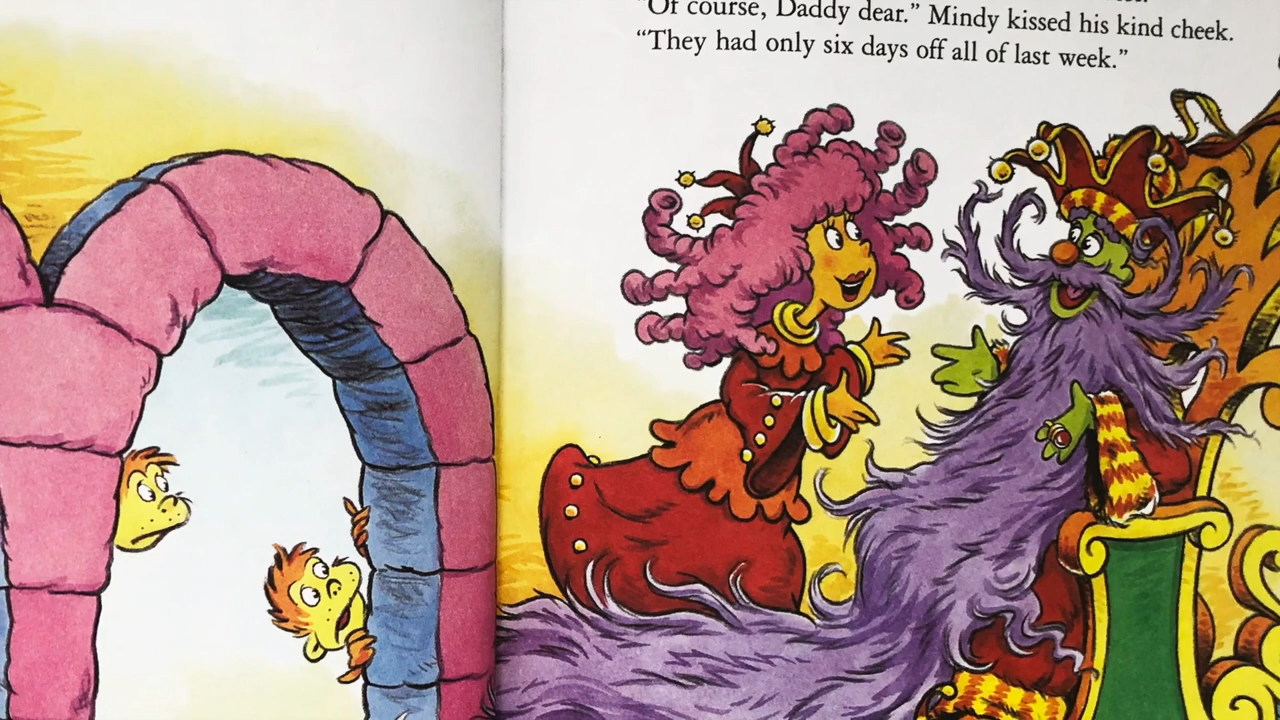 "Of course, Daddy dear." Mindy kissed his kind cheek.
"They had only six days off all of last week."